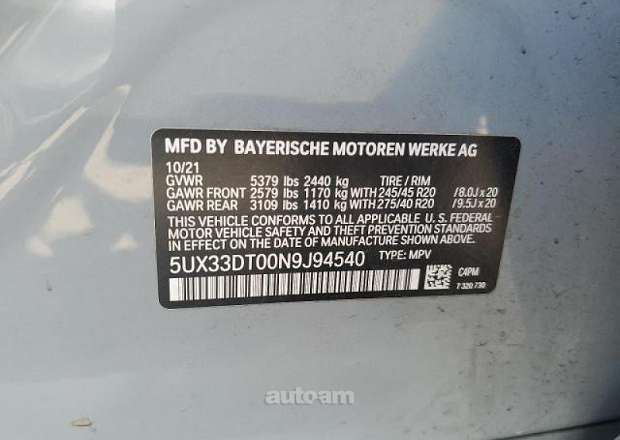 MFD BY BAYERISCHE MOTOREN WERKE AG
10/21
GVWR 5379 lbs 2440 kg TIRE / RIM
GAWR FRONT 2579 lbs 1170 kg WITH 245/45 R20 /8.0J x 20
GAWR REAR 3109 lbs 1410 kg WITH 275/40 R20 /9.5J x 20
THIS VEHICLE CONFORMS TO ALL APPLICABLE U. S. FEDERAL
MOTOR VEHICLE SAFETY AND THEFT PREVENTION STANDARDS
IN EFFECT ON THE DATE OF MANUFACTURE SHOWN ABOVE.
5UX33DT00N9J94540 TYPE: MPV
C4PM
7 320 730
autoam